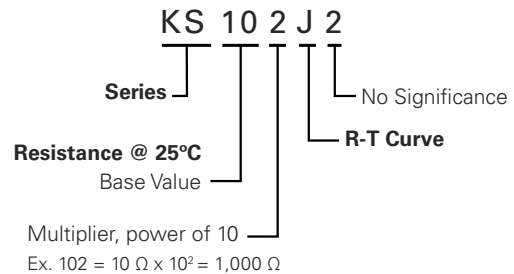 KS 10 2 J 2
Series
No Significance
R-T Curve
Resistance @ 25ºC
Base Value
Multiplier, power of 10
Ex. 102 = 10 Ω x 10² = 1,000 Ω